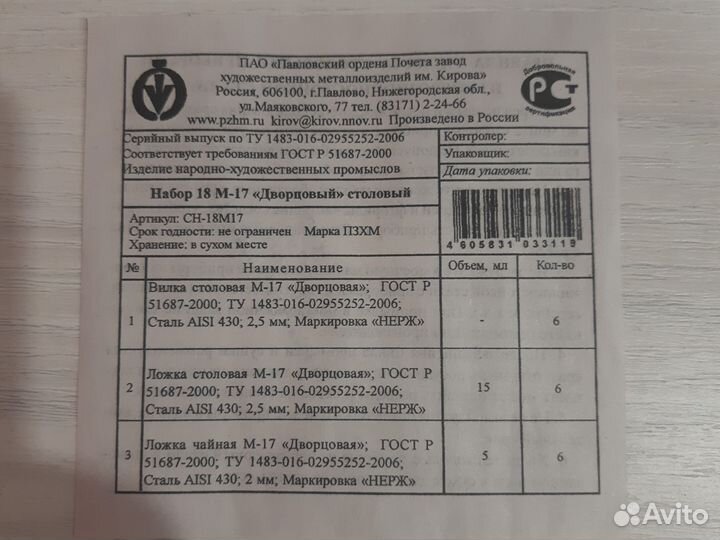 ПАО «Павловский ордена Почета завод
художественных металлоизделий им. Кирова»
Россия, 606100, г.Павлово, Нижегородская обл.,
ул.Маяковского, 77 тел. (83171) 2-24-66
www.pzhm.ru kirov@kirov.nnov.ru Произведено в России
Добровольная
РСТ
сертификация
Серийный выпуск по ТУ 1483-016-02955252-2006
Соответствует требованиям ГОСТ Р 51687-2000
Изделие народно-художественных промыслов
Контролер:
Упаковщик:
Дата упаковки:
Набор 18 М-17 «Дворцовый» столовый
Артикул: СН-18М17
Срок годности: не ограничен Марка ПЗХМ
Хранение: в сухом месте
4 605831 033119
№ Наименование Объем, мл Кол-во
1 Вилка столовая М-17 «Дворцовая»; ГОСТ Р
51687-2000; ТУ 1483-016-02955252-2006;
Сталь AISI 430; 2,5 мм; Маркировка «НЕРЖ» - 6
2 Ложка столовая М-17 «Дворцовая»; ГОСТ Р
51687-2000; ТУ 1483-016-02955252-2006;
Сталь AISI 430; 2,5 мм; Маркировка «НЕРЖ» 15 6
3 Ложка чайная М-17 «Дворцовая»; ГОСТ Р
51687-2000; ТУ 1483-016-02955252-2006;
Сталь AISI 430; 2 мм; Маркировка «НЕРЖ» 5 6
Avito